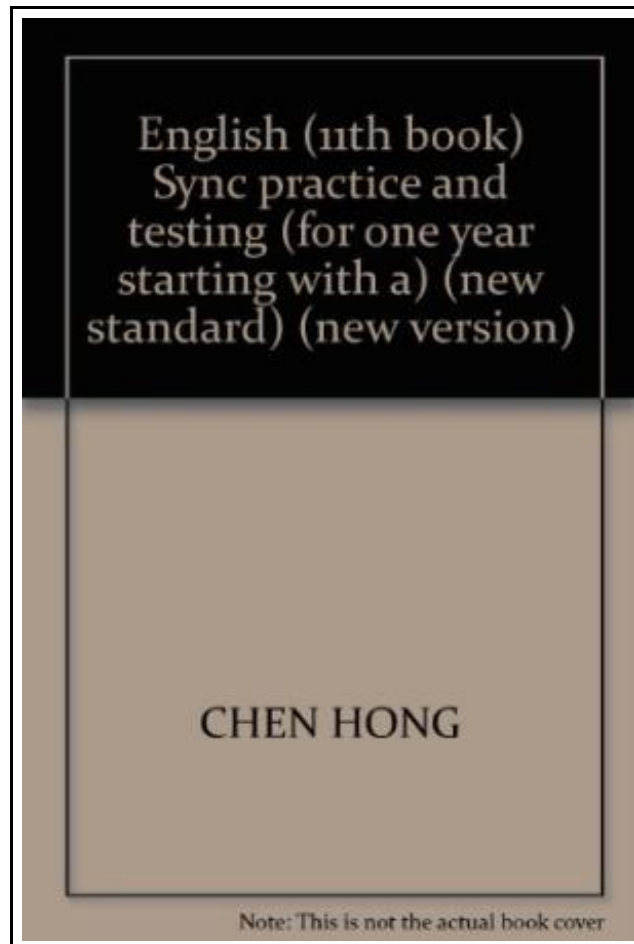 English (11th book)
Sync practice and
testing (for one year
starting with a) (new
standard) (new version)
CHEN HONG
Note: This is not the actual book cover